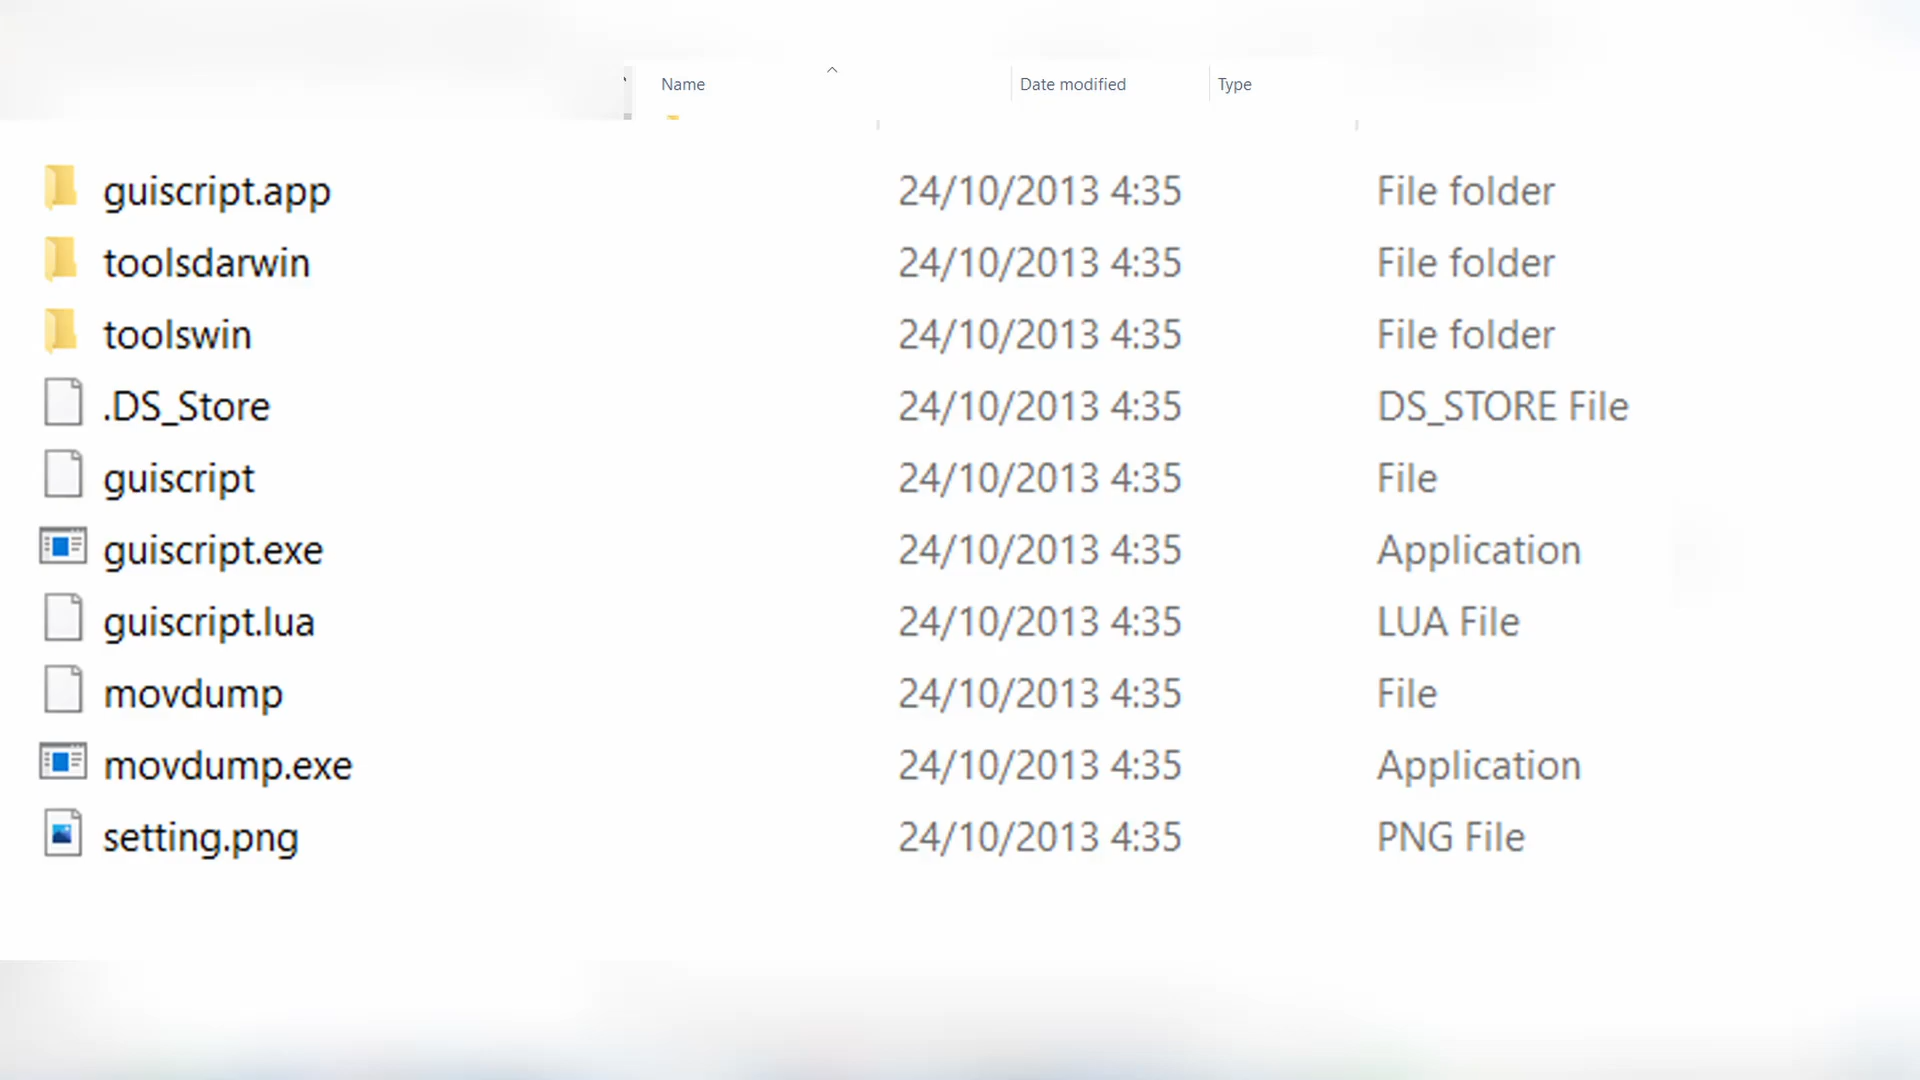 Name Date modified Type
guiscript.app 24/10/2013 4:35 File folder
toolsdarwin 24/10/2013 4:35 File folder
toolswin 24/10/2013 4:35 File folder
.DS_Store 24/10/2013 4:35 DS_STORE File
guiscript 24/10/2013 4:35 File
guiscript.exe 24/10/2013 4:35 Application
guiscript.lua 24/10/2013 4:35 LUA File
movdump 24/10/2013 4:35 File
movdump.exe 24/10/2013 4:35 Application
setting.png 24/10/2013 4:35 PNG File